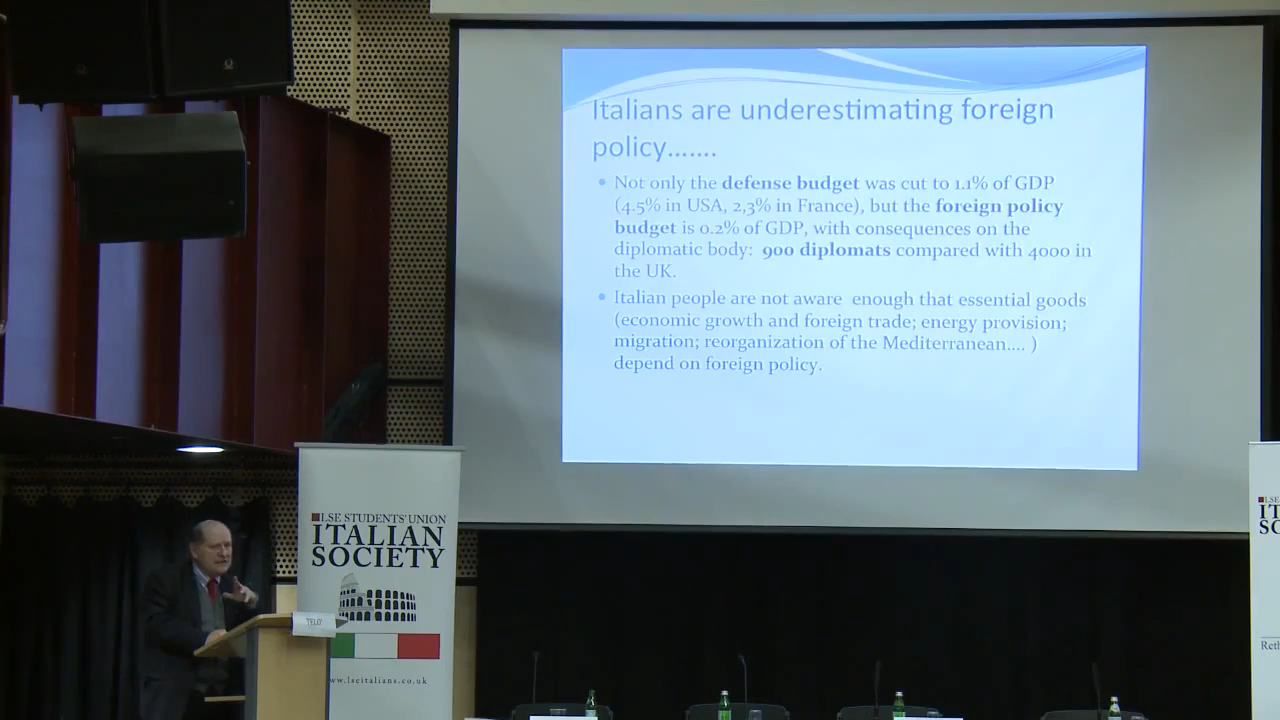 Italians are underestimating foreign
policy.......
• Not only the defense budget was cut to 1.1% of GDP
(4.5% in USA, 2,3% in France), but the foreign policy
budget is 0.2% of GDP, with consequences on the
diplomatic body:  900 diplomats compared with 4000 in
the UK.
• Italian people are not aware  enough that essential goods
(economic growth and foreign trade; energy provision;
migration; reorganization of the Mediterranean.... )
depend on foreign policy.
LSE STUDENTS' UNION
ITALIAN
SOCIETY
www.lseitalians.co.uk
TELO'
LSE
IT
SO
Reth